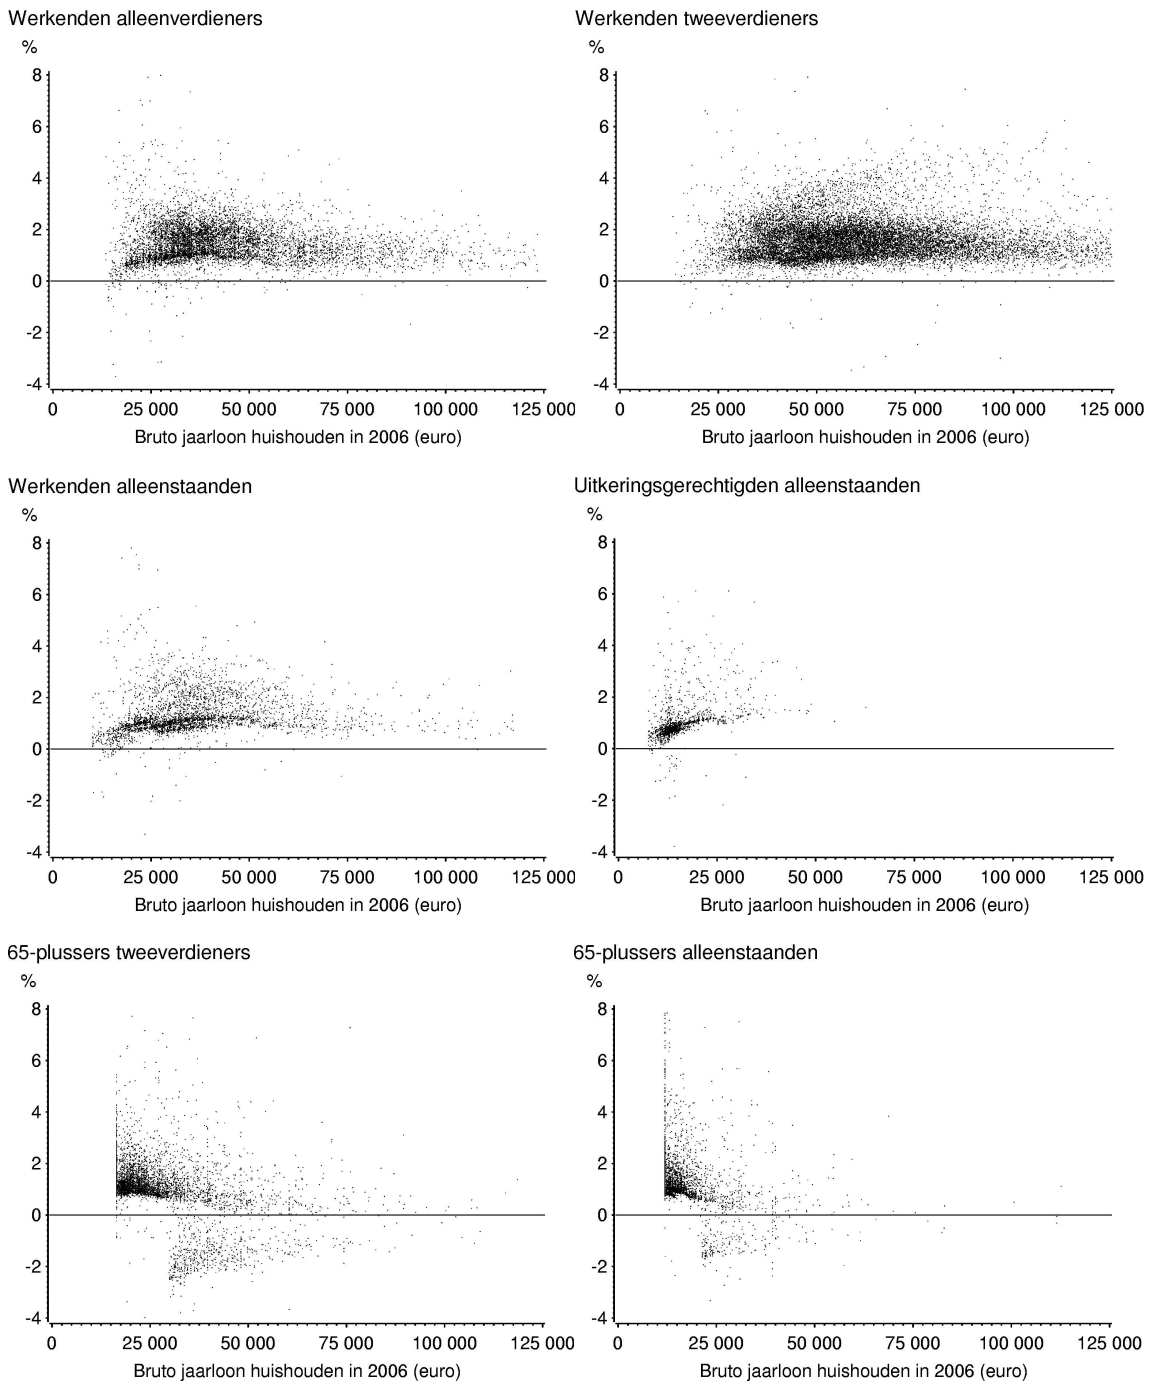 Werkenden alleenverdieners
%
8
6
4
2
0
-2
-4
0 25 000 50 000 75 000 100 000 125 000
Bruto jaarloon huishouden in 2006 (euro)
Werkenden tweeverdieners
%
8
6
4
2
0
-2
-4
0 25 000 50 000 75 000 100 000 125 000
Bruto jaarloon huishouden in 2006 (euro)
Werkenden alleenstaanden
%
8
6
4
2
0
-2
-4
0 25 000 50 000 75 000 100 000 125 000
Bruto jaarloon huishouden in 2006 (euro)
Uitkeringsgerechtigden alleenstaanden
%
8
6
4
2
0
-2
-4
0 25 000 50 000 75 000 100 000 125 000
Bruto jaarloon huishouden in 2006 (euro)
65-plussers tweeverdieners
%
8
6
4
2
0
-2
-4
0 25 000 50 000 75 000 100 000 125 000
Bruto jaarloon huishouden in 2006 (euro)
65-plussers alleenstaanden
%
8
6
4
2
0
-2
-4
0 25 000 50 000 75 000 100 000 125 000
Bruto jaarloon huishouden in 2006 (euro)